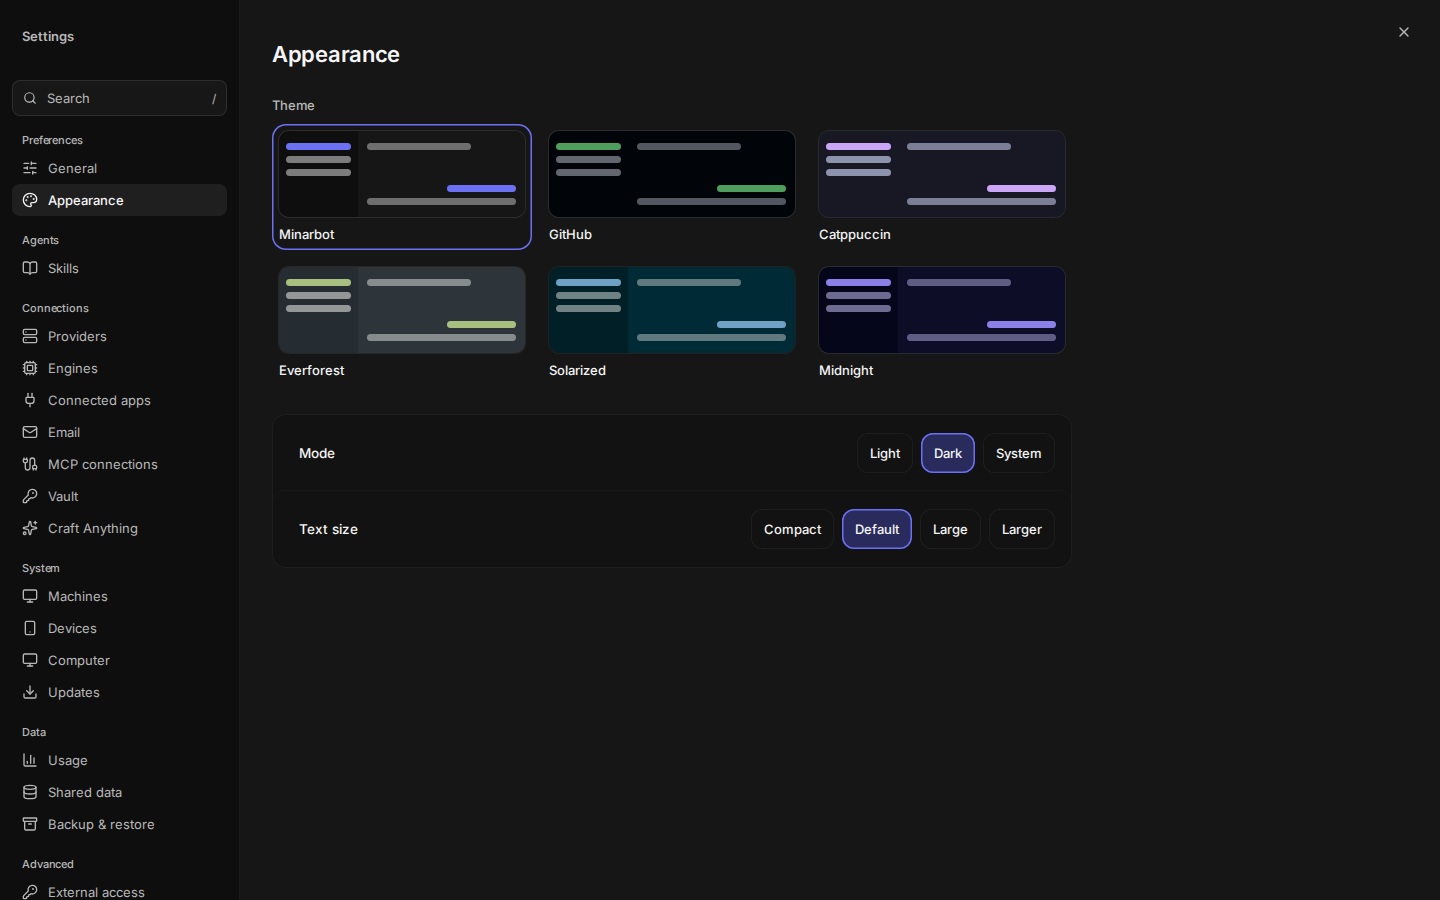 Settings
Search /
Preferences
General
Appearance
Agents
Skills
Connections
Providers
Engines
Connected apps
Email
MCP connections
Vault
Craft Anything
System
Machines
Devices
Computer
Updates
Data
Usage
Shared data
Backup & restore
Advanced
External access
Appearance
Theme
Minarbot
GitHub
Catppuccin
Everforest
Solarized
Midnight
Mode
Light
Dark
System
Text size
Compact
Default
Large
Larger